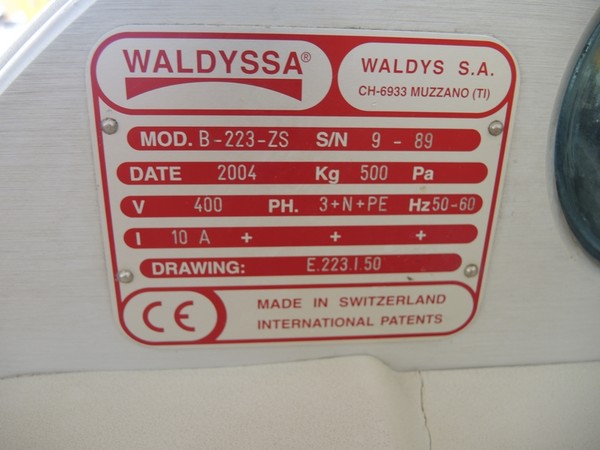 WALDYSSA®
WALDYS S.A.
CH-6933 MUZZANO (TI)
MOD. B-223-ZS S/N 9 - 89
DATE 2004 Kg 500 Pa
V 400 PH. 3+N+PE Hz 50-60
I 10 A + + +
DRAWING: E.223.I.50
CE
MADE IN SWITZERLAND
INTERNATIONAL PATENTS